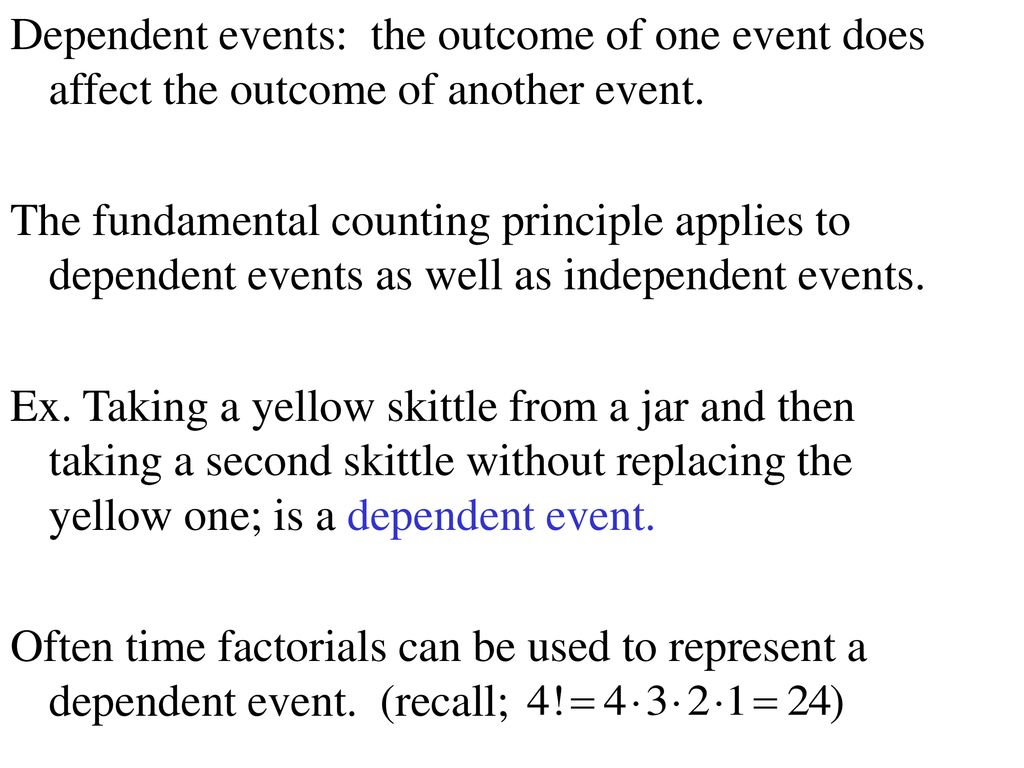 Dependent events:  the outcome of one event does
affect the outcome of another event.
The fundamental counting principle applies to
dependent events as well as independent events.
Ex. Taking a yellow skittle from a jar and then
taking a second skittle without replacing the
yellow one; is a dependent event.
Often time factorials can be used to represent a
dependent event.  (recall; 4! = 4 · 3 · 2 · 1 = 24)